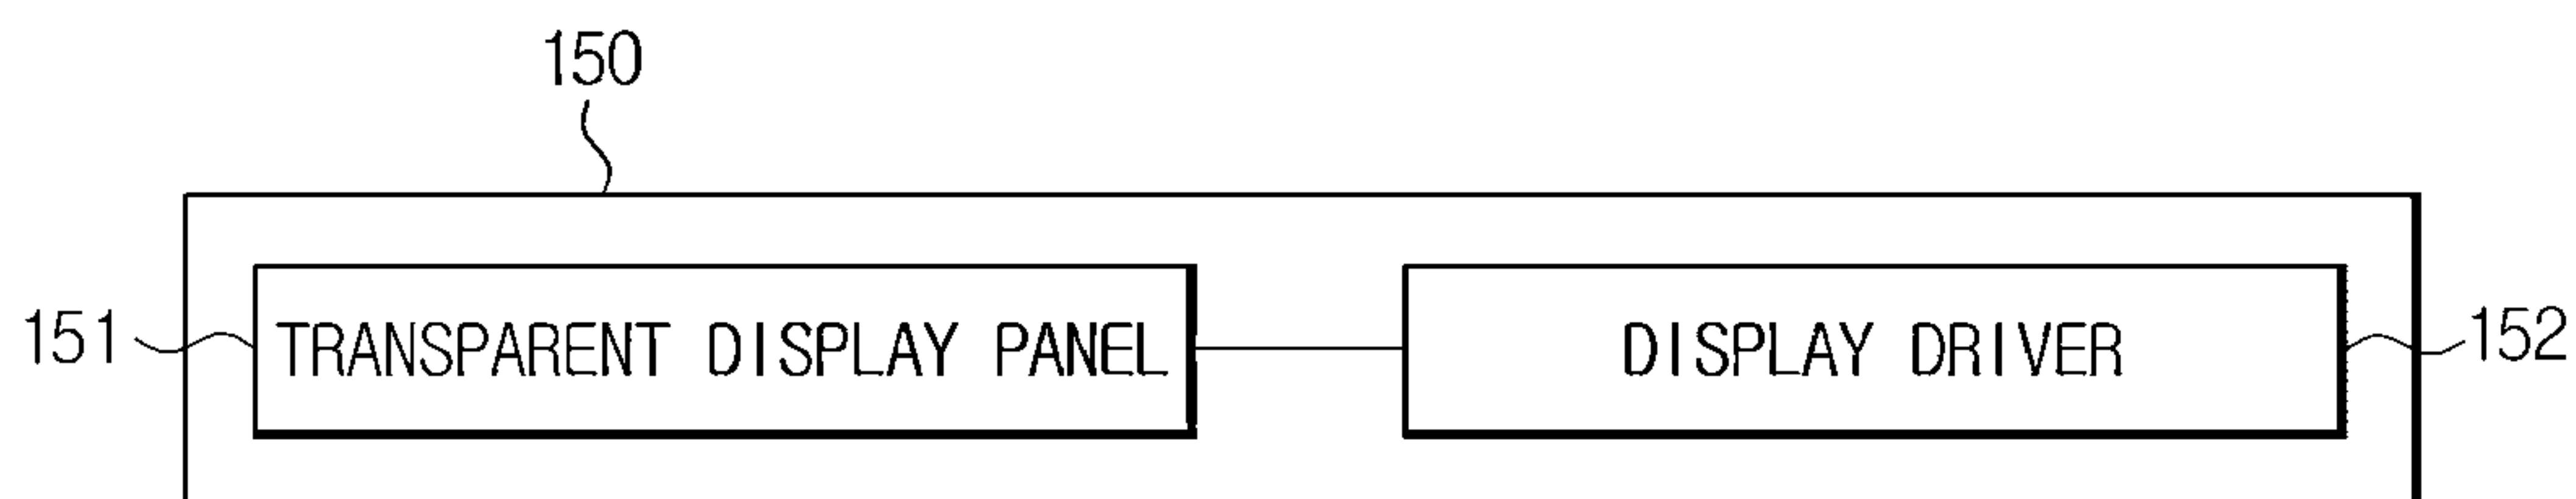 150
151 TRANSPARENT DISPLAY PANEL DISPLAY DRIVER 152